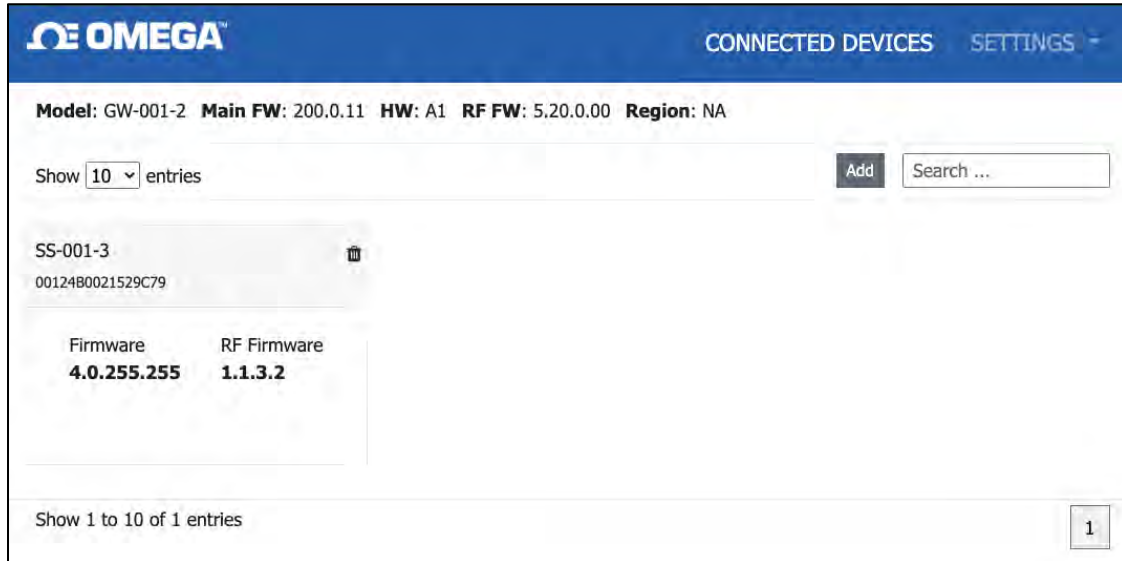 ΩE OMEGA™
CONNECTED DEVICES SETTINGS
Model: GW-001-2 Main FW: 200.0.11 HW: A1 RF FW: 5.20.0.00 Region: NA
Show 10 entries
Add Search ...
SS-001-3
00124B0021529C79
Firmware RF Firmware
4.0.255.255 1.1.3.2
Show 1 to 10 of 1 entries
1